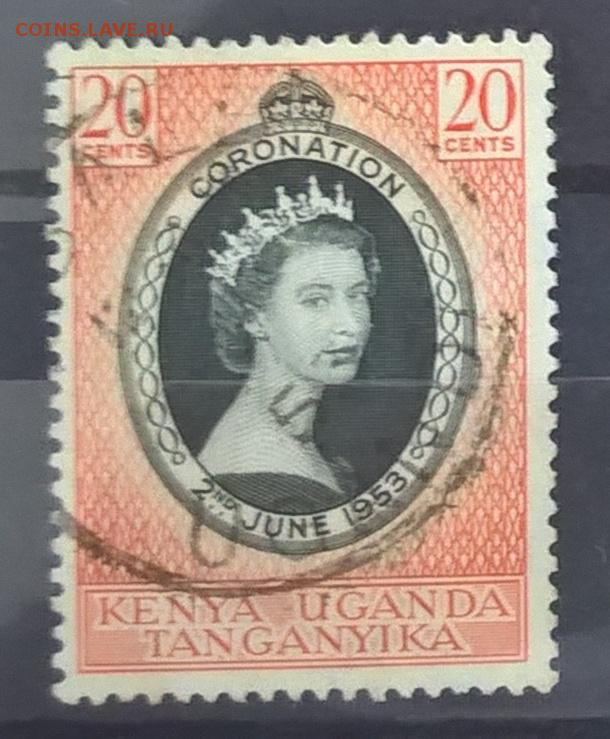 COINS.LAVE.RU
20 20
CENTS CENTS
CORONATION
2ND JUNE 1953
KENYA UGANDA
TANGANYIKA